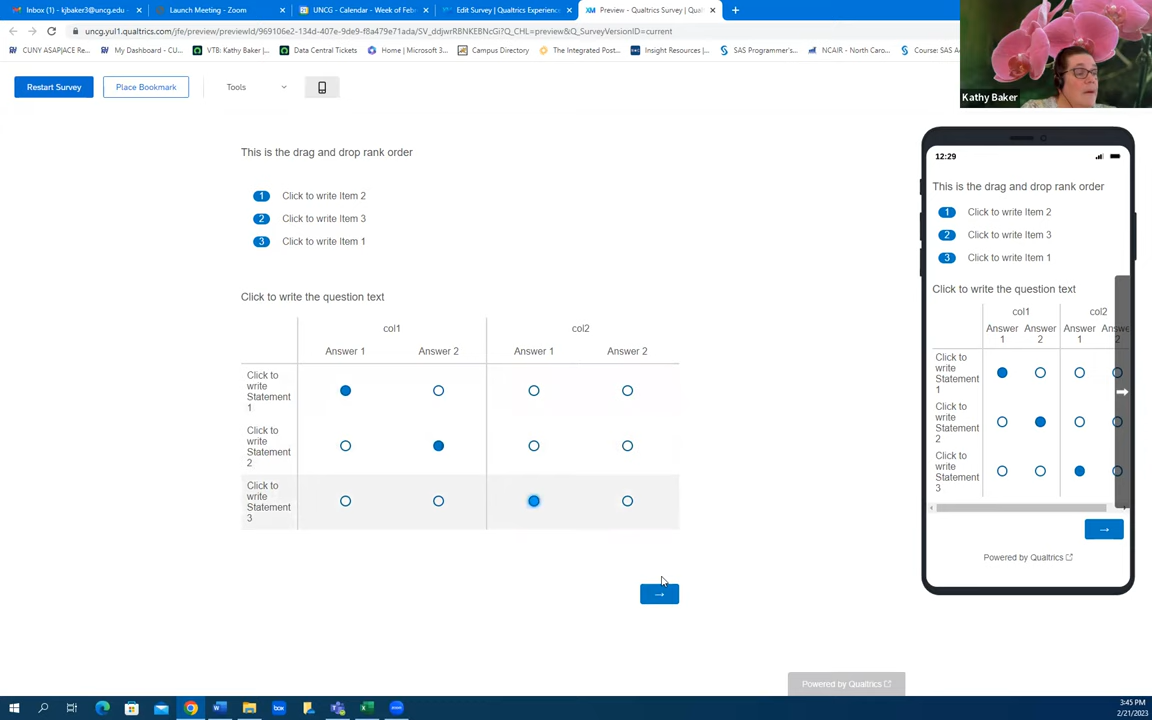 Inbox (1) - kjbaker3@uncg.edu -
Launch Meeting - Zoom
UNCG - Calendar - Week of Feb
Edit Survey | Qualtrics Experienc
XM Preview - Qualtrics Survey | Qua
uncg.yul1.qualtrics.com/jfe/preview/previewId/969106e2-134d-407e-9de9-f8a479e71ada/SV_ddjwrRBNKEBNcGi?Q_CHL=preview&Q_SurveyVersionID=current
CUNY ASAP|ACE Re...
My Dashboard - CU...
VTB: Kathy Baker |...
Data Central Tickets
Home | Microsoft 3...
Campus Directory
The Integrated Post...
Insight Resources |...
SAS Programmer's...
NCAIR - North Caro...
Course: SAS A
Kathy Baker
Restart Survey
Place Bookmark
Tools
This is the drag and drop rank order
1 Click to write Item 2
2 Click to write Item 3
3 Click to write Item 1
Click to write the question text
col1 col2
Answer 1 Answer 2 Answer 1 Answer 2
Click to
write
Statement
1
Click to
write
Statement
2
Click to
write
Statement
3
→
Powered by Qualtrics
12:29
This is the drag and drop rank order
1 Click to write Item 2
2 Click to write Item 3
3 Click to write Item 1
Click to write the question text
col1 col2
Answer Answer Answer Answe
1 2 1 2
Click to
write
Statement
1
Click to
write
Statement
2
Click to
write
Statement
3
→
Powered by Qualtrics
3:45 PM
2/21/2023